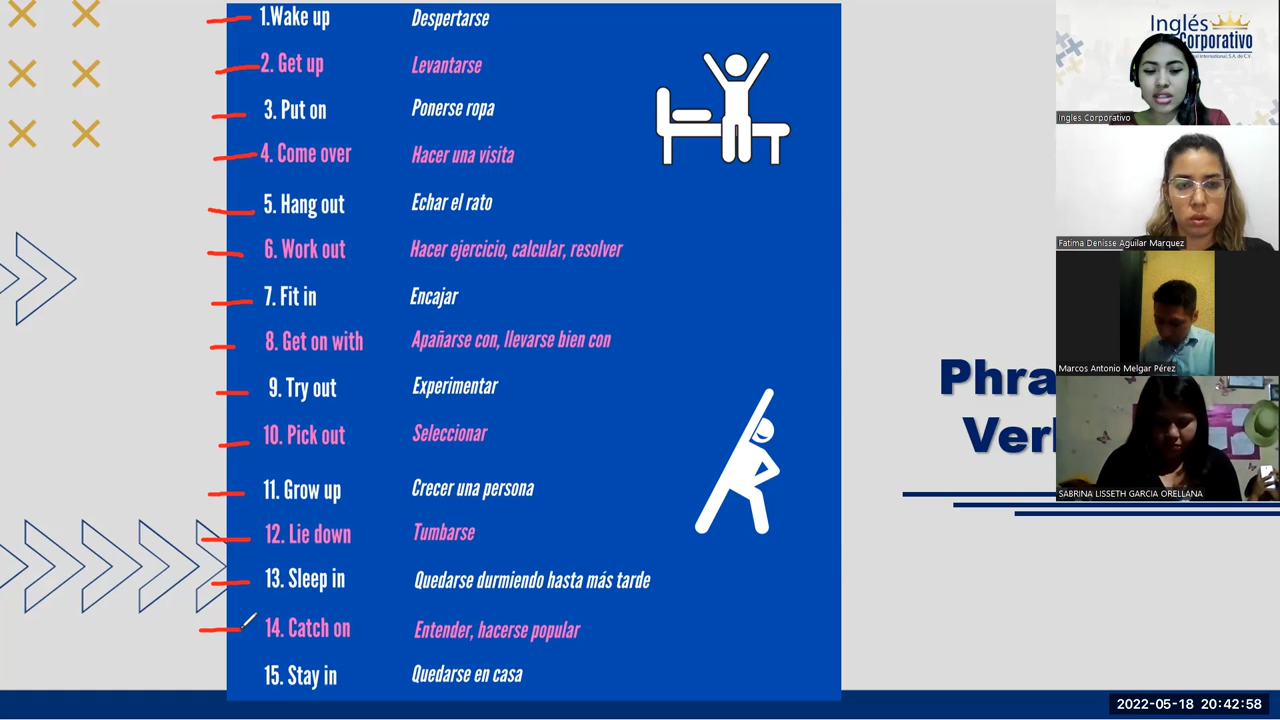 1.Wake up Despertarse
2. Get up Levantarse
3. Put on Ponerse ropa
4. Come over Hacer una visita
5. Hang out Echar el rato
6. Work out Hacer ejercicio, calcular, resolver
7. Fit in Encajar
8. Get on with Apañarse con, llevarse bien con
9. Try out Experimentar
10. Pick out Seleccionar
11. Grow up Crecer una persona
12. Lie down Tumbarse
13. Sleep in Quedarse durmiendo hasta más tarde
14. Catch on Entender, hacerse popular
15. Stay in Quedarse en casa
Phra
Ver
Inglés
Corporativo
Ingles Corporativo
Fatima Denisse Aguilar Marquez
Marcos Antonio Melgar Pérez
SABRINA LISSETH GARCIA ORELLANA
2022-05-18 20:42:58